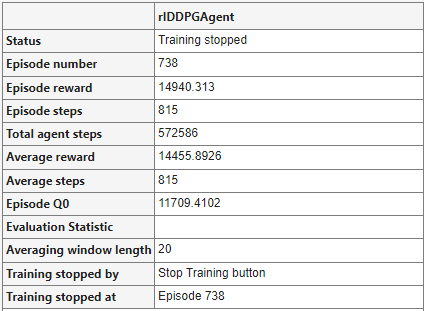 rlDDPGAgent
Status Training stopped
Episode number 738
Episode reward 14940.313
Episode steps 815
Total agent steps 572586
Average reward 14455.8926
Average steps 815
Episode Q0 11709.4102
Evaluation Statistic
Averaging window length 20
Training stopped by Stop Training button
Training stopped at Episode 738